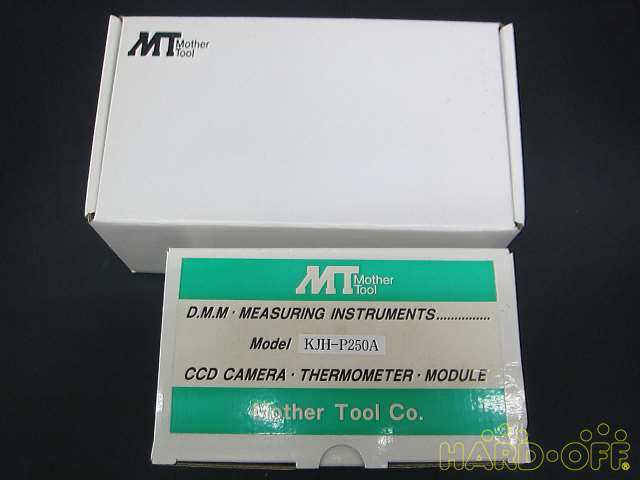 MT Mother
Tool
MT Mother
Tool
D.M.M・MEASURING INSTRUMENTS...............
Model KJH-P250A
CCD CAMERA・THERMOMETER・MODULE
Mother Tool Co.
HARD-OFF®